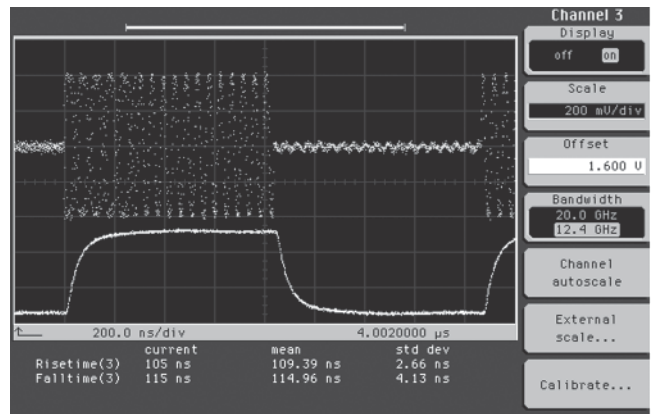 Channel 3
Display
off on
Scale
200 mV/div
Offset
1.600 V
Bandwidth
20.0 GHz
12.4 GHz
Channel
autoscale
External
scale...
Calibrate...
200.0 ns/div 4.0020000 µs
current mean std dev
Risetime(3) 105 ns 109.39 ns 2.66 ns
Falltime(3) 115 ns 114.96 ns 4.13 ns